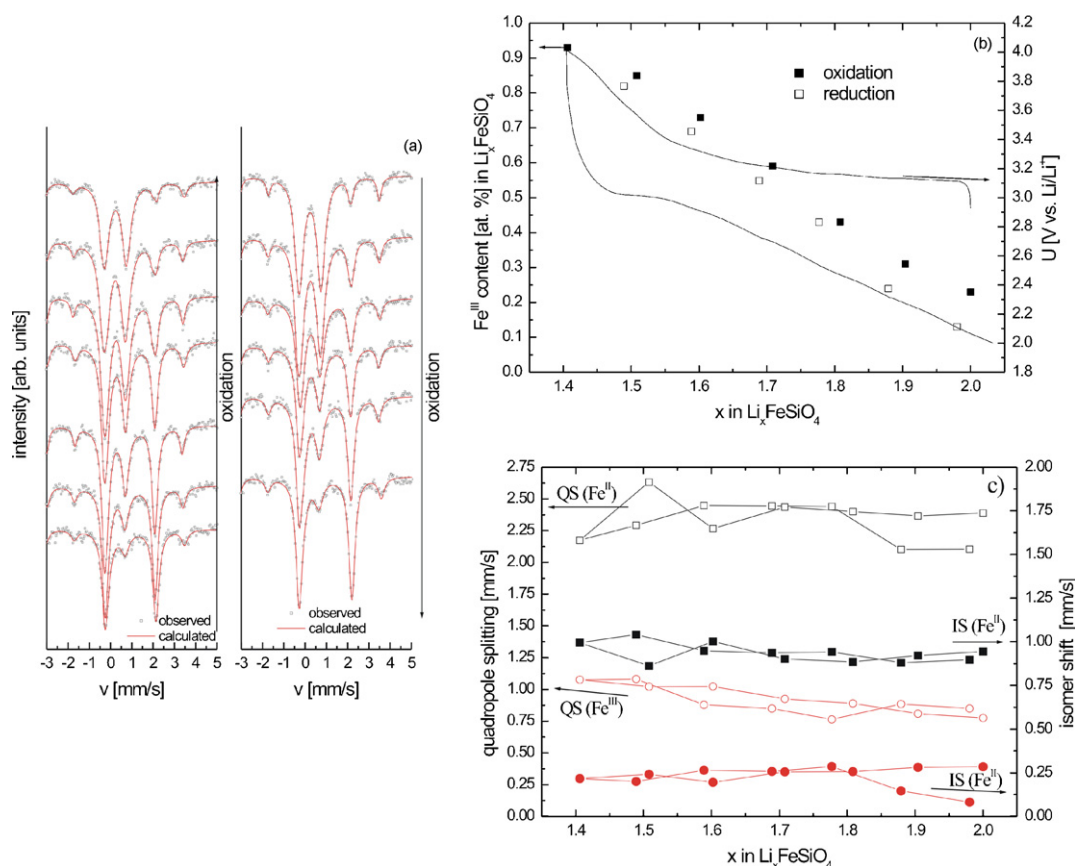 (a)
intensity [arb. units]
oxidation
oxidation
observed
calculated
observed
calculated
-3 -2 -1 0 1 2 3 4 5
-3 -2 -1 0 1 2 3 4 5
v [mm/s]
v [mm/s]
(b)
oxidation
reduction
Fe^III content [at. %] in Li_xFeSiO_4
1.0
0.9
0.8
0.7
0.6
0.5
0.4
0.3
0.2
0.1
0.0
U [V vs. Li/Li^+]
4.2
4.0
3.8
3.6
3.4
3.2
3.0
2.8
2.6
2.4
2.2
2.0
1.8
1.4 1.5 1.6 1.7 1.8 1.9 2.0
x in Li_xFeSiO_4
c)
QS (Fe^II)
IS (Fe^II)
QS (Fe^III)
IS (Fe^II)
quadropole splitting [mm/s]
2.75
2.50
2.25
2.00
1.75
1.50
1.25
1.00
0.75
0.50
0.25
0.00
isomer shift [mm/s]
2.00
1.75
1.50
1.25
1.00
0.75
0.50
0.25
0.00
1.4 1.5 1.6 1.7 1.8 1.9 2.0
x in Li_xFeSiO_4